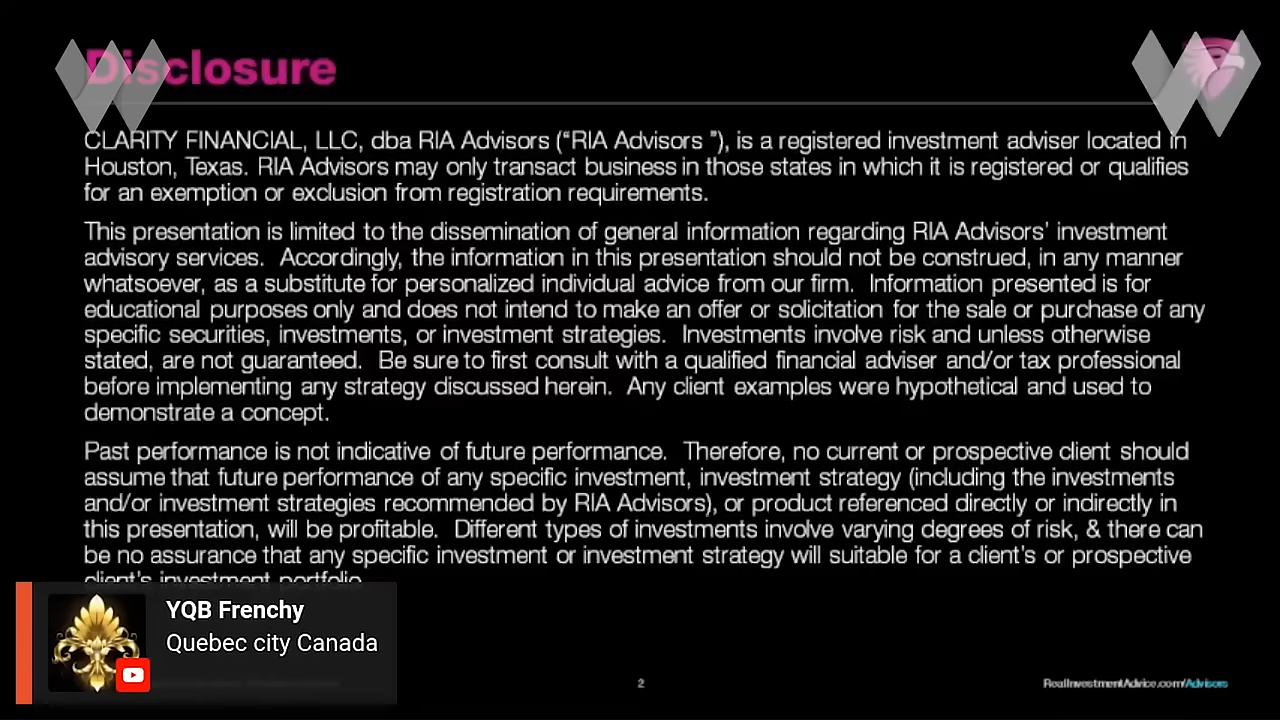 Disclosure
CLARITY FINANCIAL, LLC, dba RIA Advisors (“RIA Advisors ”), is a registered investment adviser located in
Houston, Texas. RIA Advisors may only transact business in those states in which it is registered or qualifies
for an exemption or exclusion from registration requirements.
This presentation is limited to the dissemination of general information regarding RIA Advisors’ investment
advisory services. Accordingly, the information in this presentation should not be construed, in any manner
whatsoever, as a substitute for personalized individual advice from our firm. Information presented is for
educational purposes only and does not intend to make an offer or solicitation for the sale or purchase of any
specific securities, investments, or investment strategies. Investments involve risk and unless otherwise
stated, are not guaranteed. Be sure to first consult with a qualified financial adviser and/or tax professional
before implementing any strategy discussed herein. Any client examples were hypothetical and used to
demonstrate a concept.
Past performance is not indicative of future performance. Therefore, no current or prospective client should
assume that future performance of any specific investment, investment strategy (including the investments
and/or investment strategies recommended by RIA Advisors), or product referenced directly or indirectly in
this presentation, will be profitable. Different types of investments involve varying degrees of risk, & there can
be no assurance that any specific investment or investment strategy will suitable for a client's or prospective
client's investment portfolio.
YQB Frenchy
Quebec city Canada
2
RealInvestmentAdvice.com/Advisors